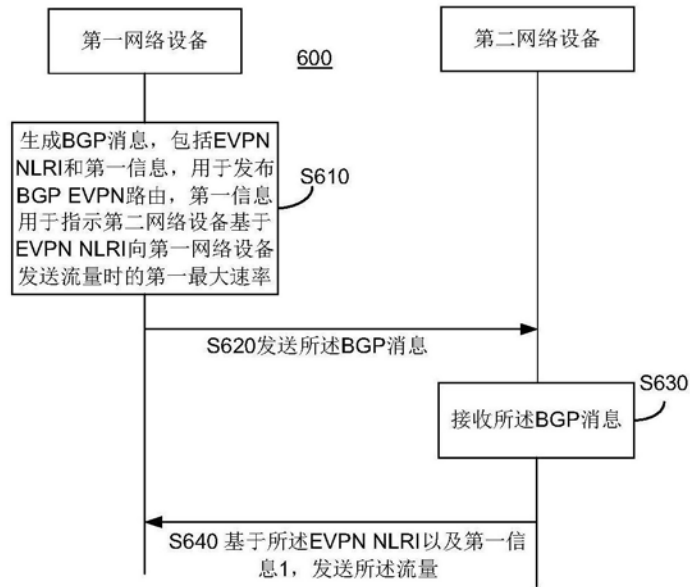 第一网络设备
第二网络设备
600
生成BGP消息，包括EVPN
NLRI和第一信息，用于发布
BGP EVPN路由，第一信息
用于指示第二网络设备基于
EVPN NLRI向第一网络设备
发送流量时的第一最大速率
S610
S620发送所述BGP消息
S630
接收所述BGP消息
S640 基于所述EVPN NLRI以及第一信
息1，发送所述流量